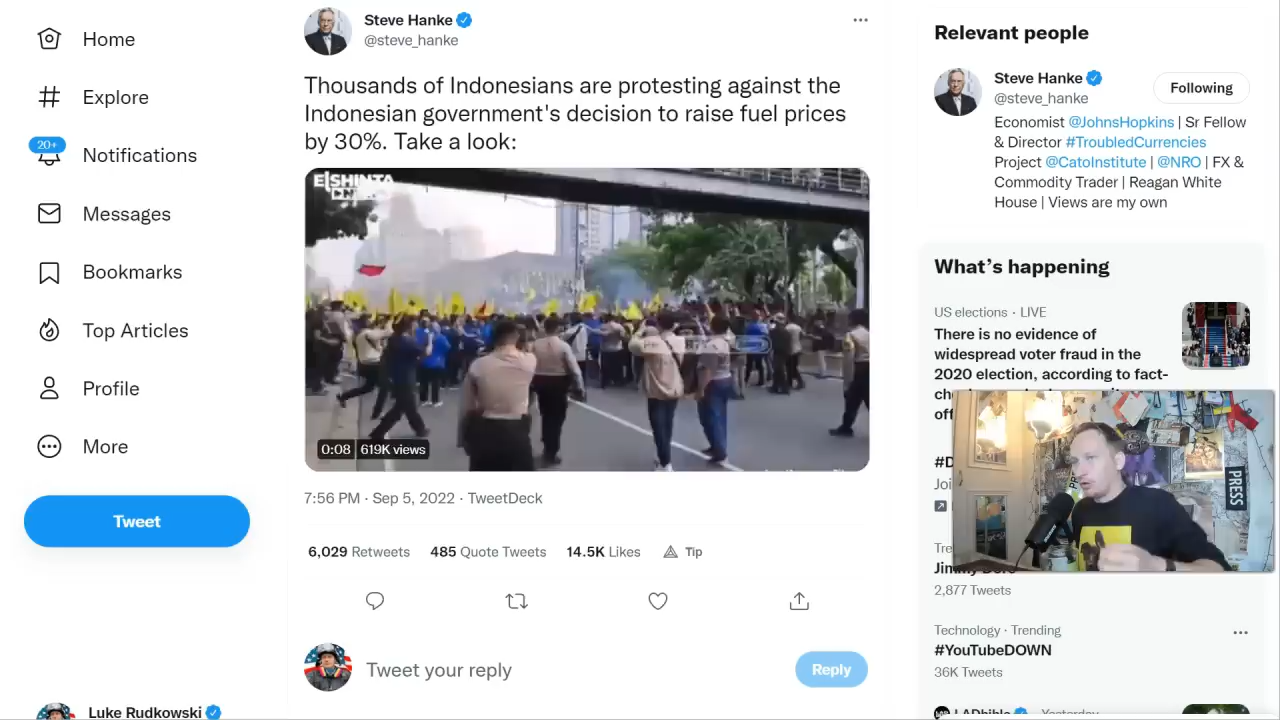 Home
Explore
20+
Notifications
Messages
Bookmarks
Top Articles
Profile
More
Tweet
Luke Rudkowski
Steve Hanke
@steve_hanke
Thousands of Indonesians are protesting against the
Indonesian government's decision to raise fuel prices
by 30%. Take a look:
ELSHINTA
0:08 619K views
7:56 PM · Sep 5, 2022 · TweetDeck
6,029 Retweets 485 Quote Tweets 14.5K Likes Tip
Tweet your reply
Reply
Relevant people
Steve Hanke
@steve_hanke
Following
Economist @JohnsHopkins | Sr Fellow
& Director #TroubledCurrencies
Project @CatoInstitute | @NRO | FX &
Commodity Trader | Reagan White
House | Views are my own
What's happening
US elections · LIVE
There is no evidence of
widespread voter fraud in the
2020 election, according to fact-
PRESS
2,877 Tweets
Technology · Trending
#YouTubeDOWN
36K Tweets
LADbible Yesterday